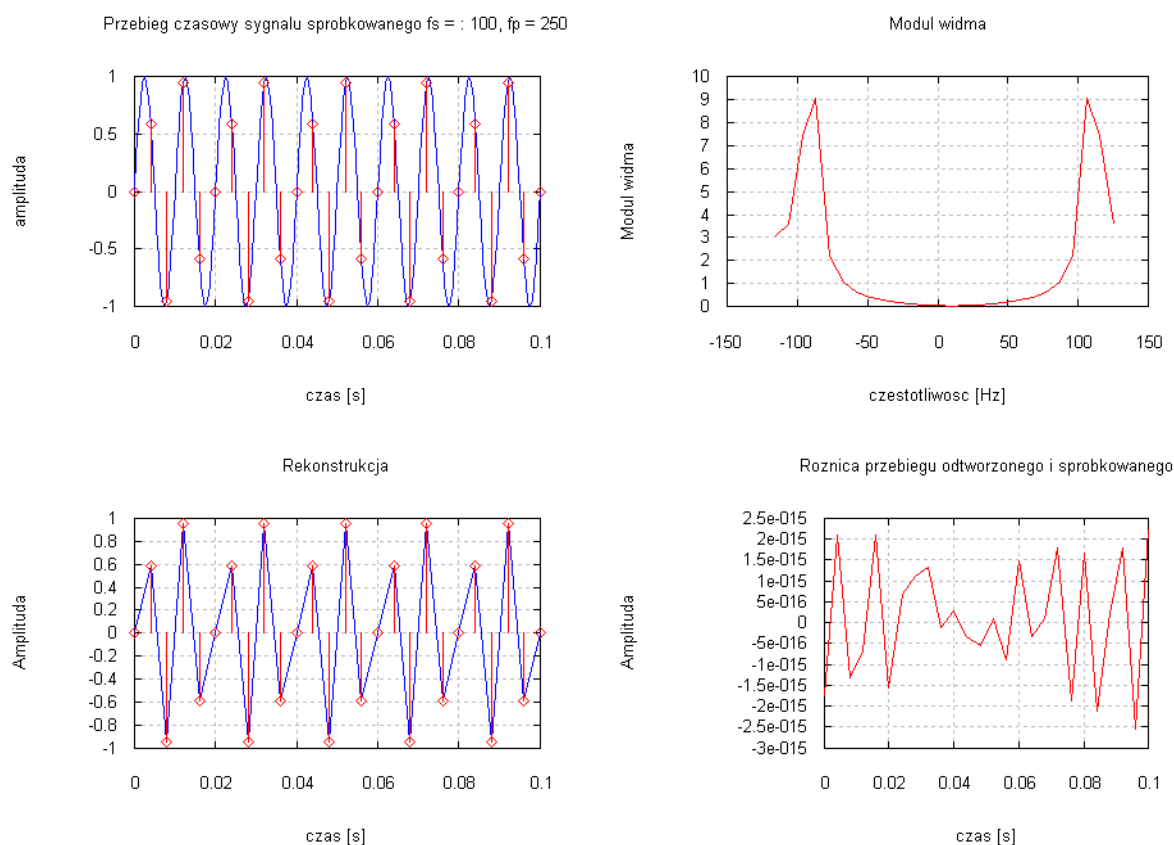 Przebieg czasowy sygnalu sprobkowanego fs = : 100, fp = 250
1
0.5
0
-0.5
-1
amplituda
0 0.02 0.04 0.06 0.08 0.1
czas [s]
Modul widma
10
9
8
7
6
5
4
3
2
1
0
Modul widma
-150 -100 -50 0 50 100 150
czestotliwosc [Hz]
Rekonstrukcja
1
0.8
0.6
0.4
0.2
0
-0.2
-0.4
-0.6
-0.8
-1
Amplituda
0 0.02 0.04 0.06 0.08 0.1
czas [s]
Roznica przebiegu odtworzonego i sprobkowanego
2.5e-015
2e-015
1.5e-015
1e-015
5e-016
0
-5e-016
-1e-015
-1.5e-015
-2e-015
-2.5e-015
-3e-015
Amplituda
0 0.02 0.04 0.06 0.08 0.1
czas [s]